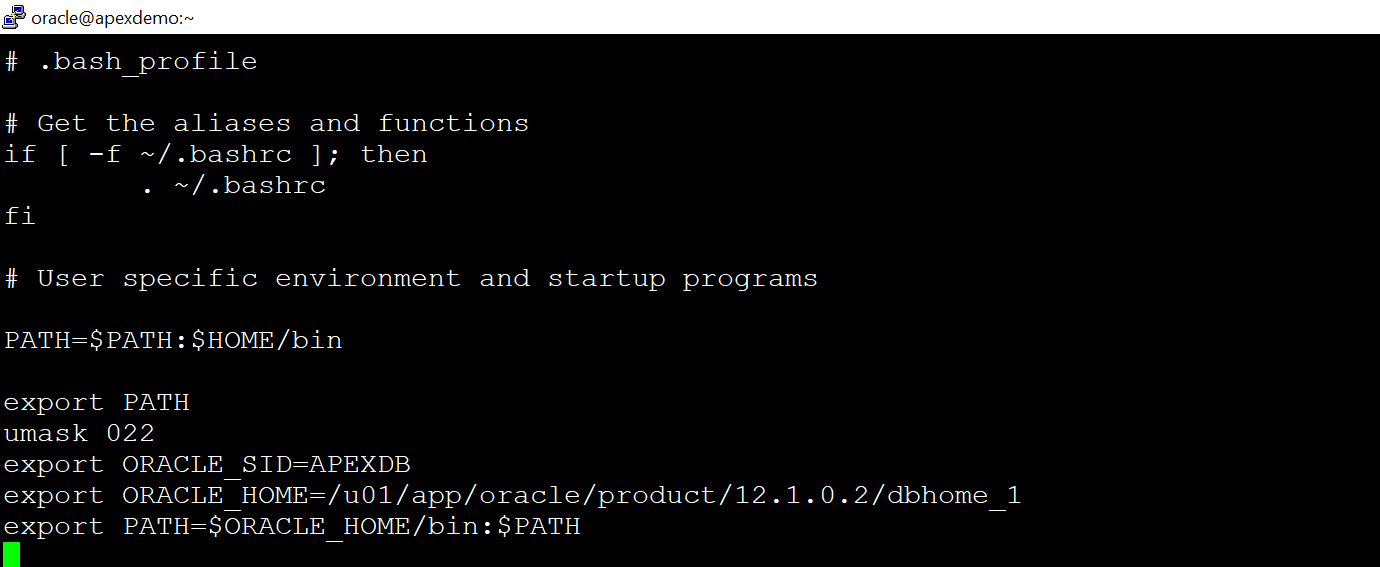 oracle@apexdemo:~
# .bash_profile
# Get the aliases and functions
if [ -f ~/.bashrc ]; then
        . ~/.bashrc
fi
# User specific environment and startup programs
PATH=$PATH:$HOME/bin
export PATH
umask 022
export ORACLE_SID=APEXDB
export ORACLE_HOME=/u01/app/oracle/product/12.1.0.2/dbhome_1
export PATH=$ORACLE_HOME/bin:$PATH